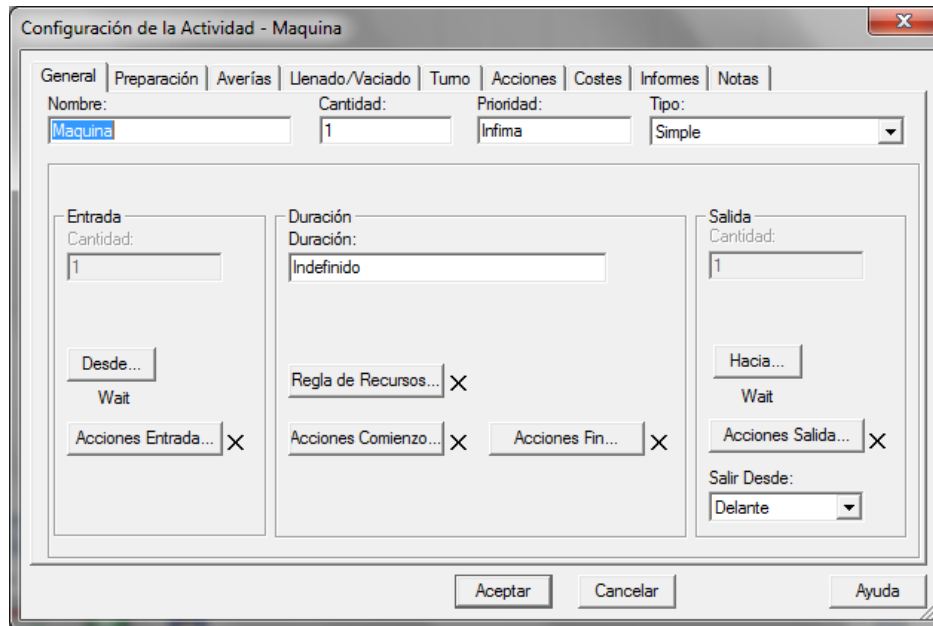 Configuración de la Actividad - Maquina
General Preparación Averías Llenado/Vaciado Turno Acciones Costes Informes Notas
Nombre: Cantidad: Prioridad: Tipo:
Maquina 1 Infima Simple
Entrada Duración Salida
Cantidad: Duración: Cantidad:
1 Indefinido 1
Desde... Hacia...
Regla de Recursos...
Wait Wait
Acciones Entrada... Acciones Comienzo... Acciones Fin... Acciones Salida...
Salir Desde:
Delante
Aceptar Cancelar Ayuda